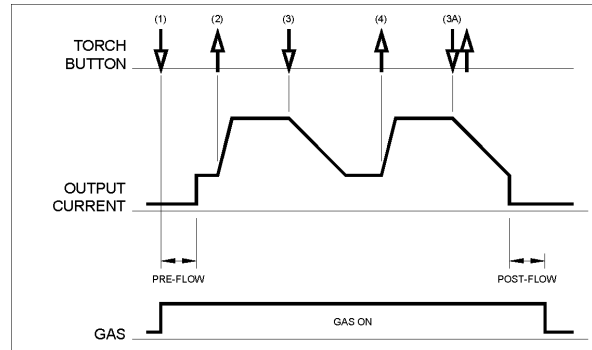 (1) (2) (3) (4) (3A)
TORCH
BUTTON
OUTPUT
CURRENT
PRE-FLOW POST-FLOW
GAS ON
GAS